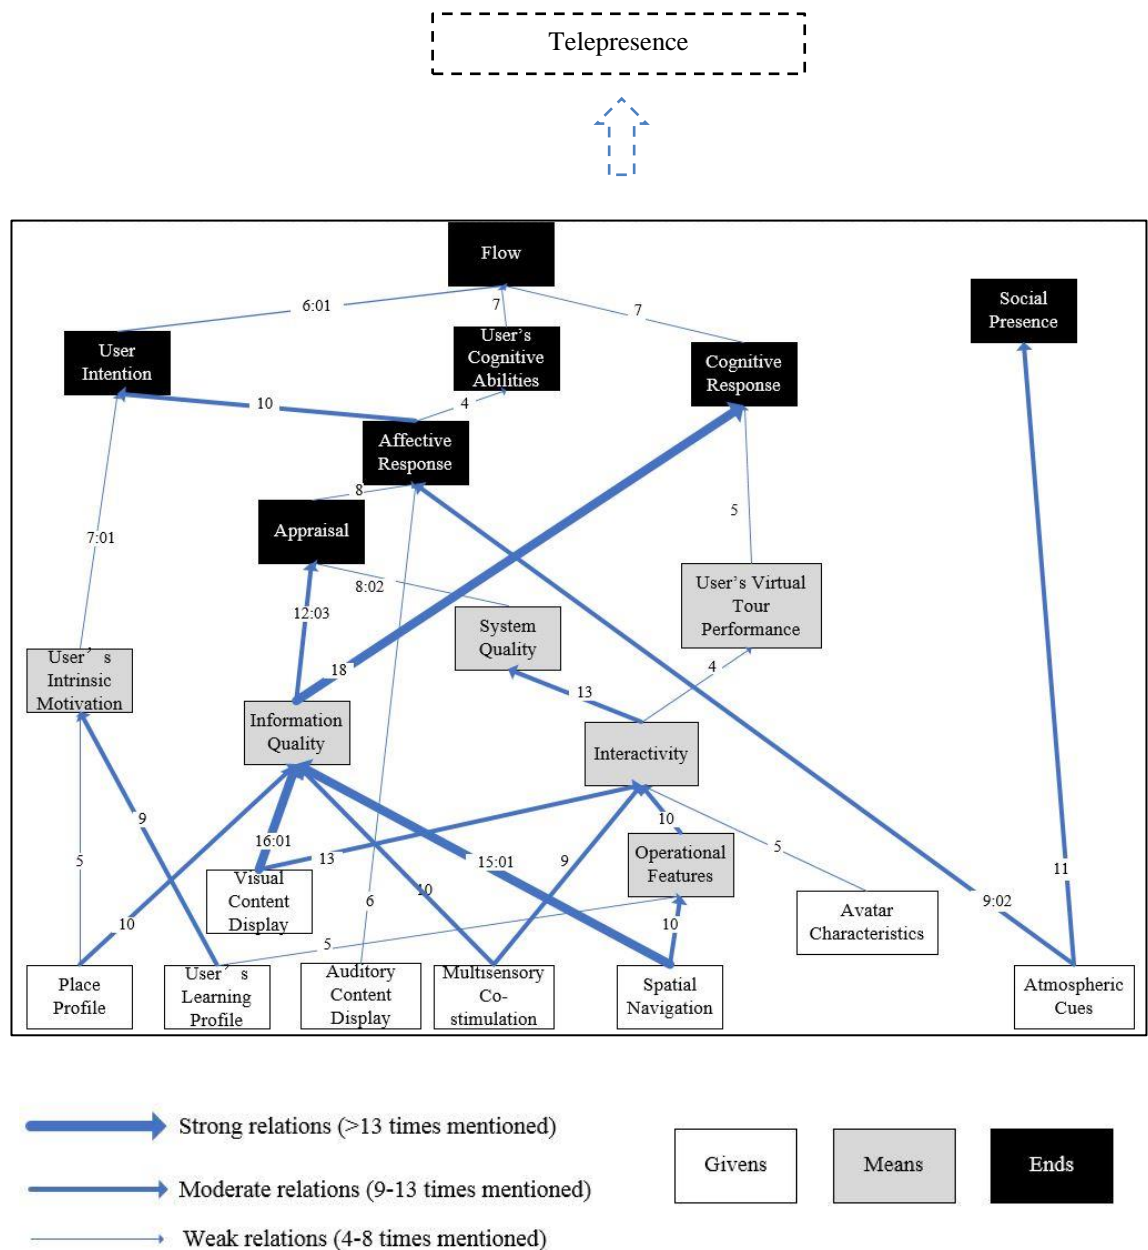 Telepresence
Flow
6:01
7
7
Social
Presence
User
Intention
User's
Cognitive
Abilities
Cognitive
Response
10
4
Affective
Response
8
Appraisal
5
7:01
8:02
12:03
User's Virtual
Tour
Performance
System
Quality
User's
Intrinsic
Motivation
18
4
13
Information
Quality
Interactivity
9
16:01
13
15:01
9
10
5
5
Operational
Features
11
Visual
Content
Display
10
6
10
10
5
Avatar
Characteristics
9:02
Place
Profile
User's
Learning
Profile
Auditory
Content
Display
Multisensory
Co-
stimulation
Spatial
Navigation
Atmospheric
Cues
Strong relations (>13 times mentioned)
Moderate relations (9-13 times mentioned)
Weak relations (4-8 times mentioned)
Givens
Means
Ends